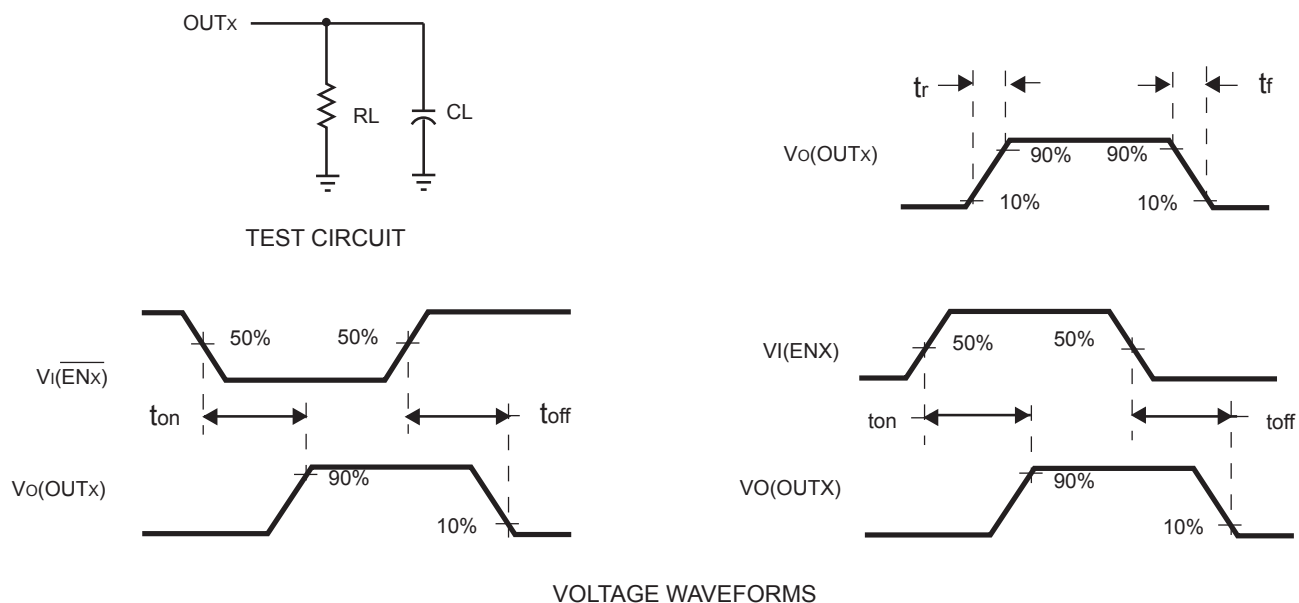 OUTX
RL
CL
TEST CIRCUIT
tr
tf
VO(OUTX)
90%
90%
10%
10%
50%
50%
VI(ENX)
ton
toff
VO(OUTX)
90%
10%
50%
50%
VI(ENX)
ton
toff
VO(OUTX)
90%
10%
VOLTAGE WAVEFORMS